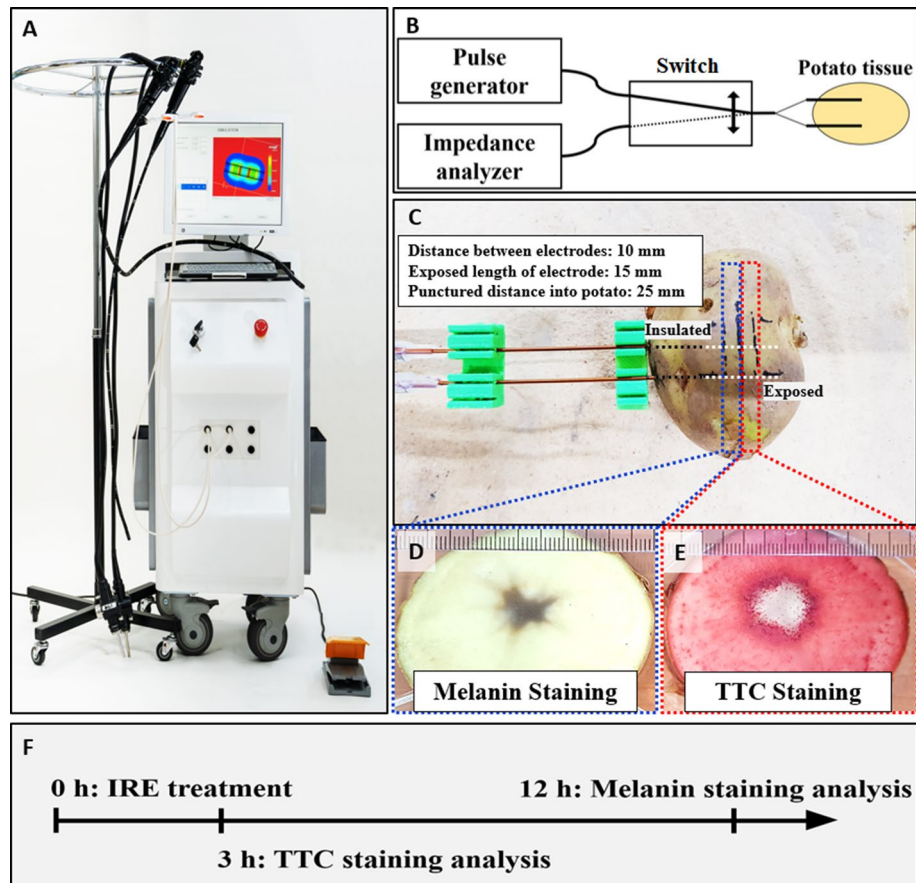 A
B
Pulse
generator
Switch
Potato tissue
Impedance
analyzer
C
Distance between electrodes: 10 mm
Exposed length of electrode: 15 mm
Punctured distance into potato: 25 mm
Insulated
Exposed
D
Melanin Staining
E
TTC Staining
F
0 h: IRE treatment
12 h: Melanin staining analysis
3 h: TTC staining analysis